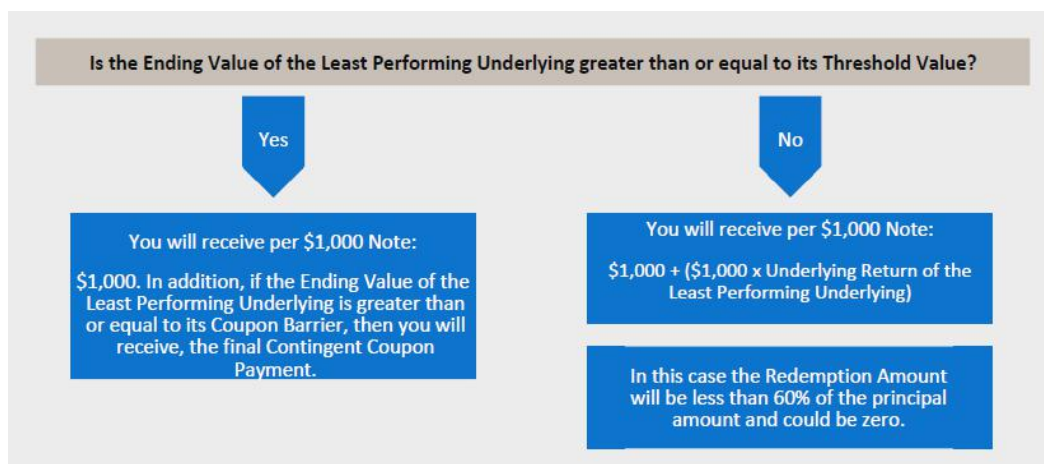 Is the Ending Value of the Least Performing Underlying greater than or equal to its Threshold Value?
Yes
No
You will receive per $1,000 Note:
$1,000. In addition, if the Ending Value of the
Least Performing Underlying is greater than
or equal to its Coupon Barrier, then you will
receive, the final Contingent Coupon
Payment.
You will receive per $1,000 Note:
$1,000 + ($1,000 x Underlying Return of the
Least Performing Underlying)
In this case the Redemption Amount
will be less than 60% of the principal
amount and could be zero.